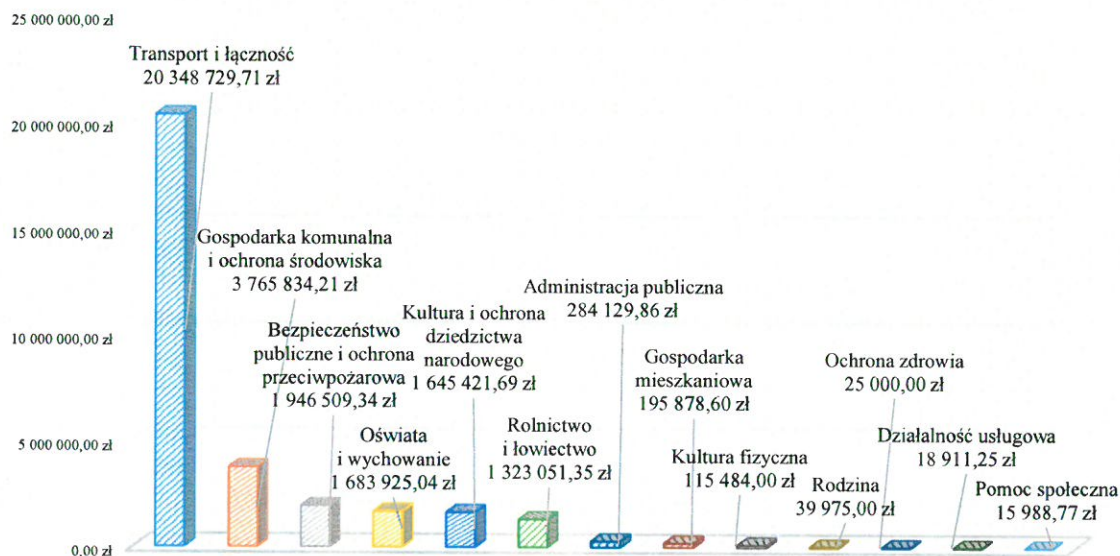 25 000 000,00 zł
20 000 000,00 zł
15 000 000,00 zł
10 000 000,00 zł
5 000 000,00 zł
0,00 zł
Transport i łączność
20 348 729,71 zł
Gospodarka komunalna
i ochrona środowiska
3 765 834,21 zł
Bezpieczeństwo
publiczne i ochrona
przeciwpożarowa
1 946 509,34 zł
Oświata
i wychowanie
1 683 925,04 zł
Kultura i ochrona
dziedzictwa
narodowego
1 645 421,69 zł
Rolnictwo
i łowiectwo
1 323 051,35 zł
Administracja publiczna
284 129,86 zł
Gospodarka
mieszkaniowa
195 878,60 zł
Kultura fizyczna
115 484,00 zł
Rodzina
39 975,00 zł
Ochrona zdrowia
25 000,00 zł
Działalność usługowa
18 911,25 zł
Pomoc społeczna
15 988,77 zł